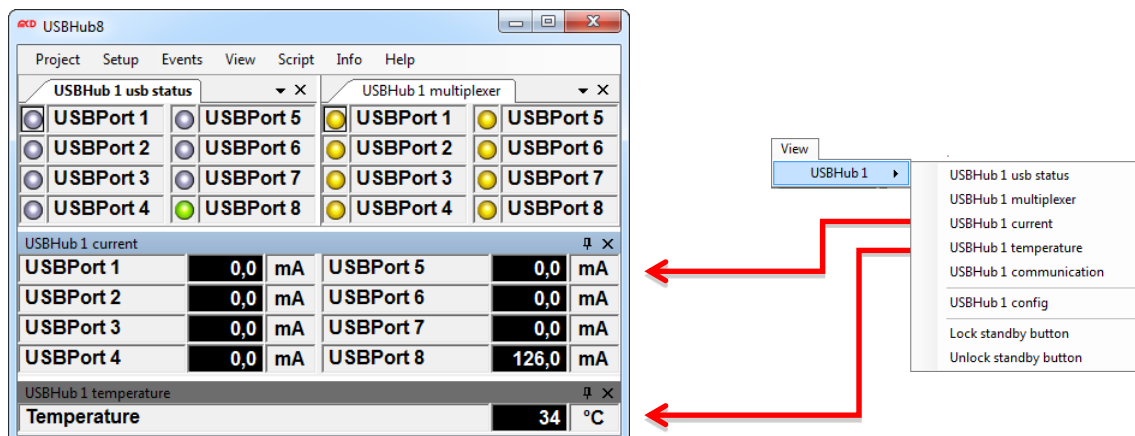 USBHub8
Project Setup Events View Script Info Help
USBHub 1 usb status
USBHub 1 multiplexer
USBPort 1 USBPort 5 USBPort 1 USBPort 5
USBPort 2 USBPort 6 USBPort 2 USBPort 6
USBPort 3 USBPort 7 USBPort 3 USBPort 7
USBPort 4 USBPort 8 USBPort 4 USBPort 8
USBHub 1 current
USBPort 1 0,0 mA USBPort 5 0,0 mA
USBPort 2 0,0 mA USBPort 6 0,0 mA
USBPort 3 0,0 mA USBPort 7 0,0 mA
USBPort 4 0,0 mA USBPort 8 126,0 mA
USBHub 1 temperature
Temperature 34 °C
View
USBHub 1
USBHub 1 usb status
USBHub 1 multiplexer
USBHub 1 current
USBHub 1 temperature
USBHub 1 communication
USBHub 1 config
Lock standby button
Unlock standby button